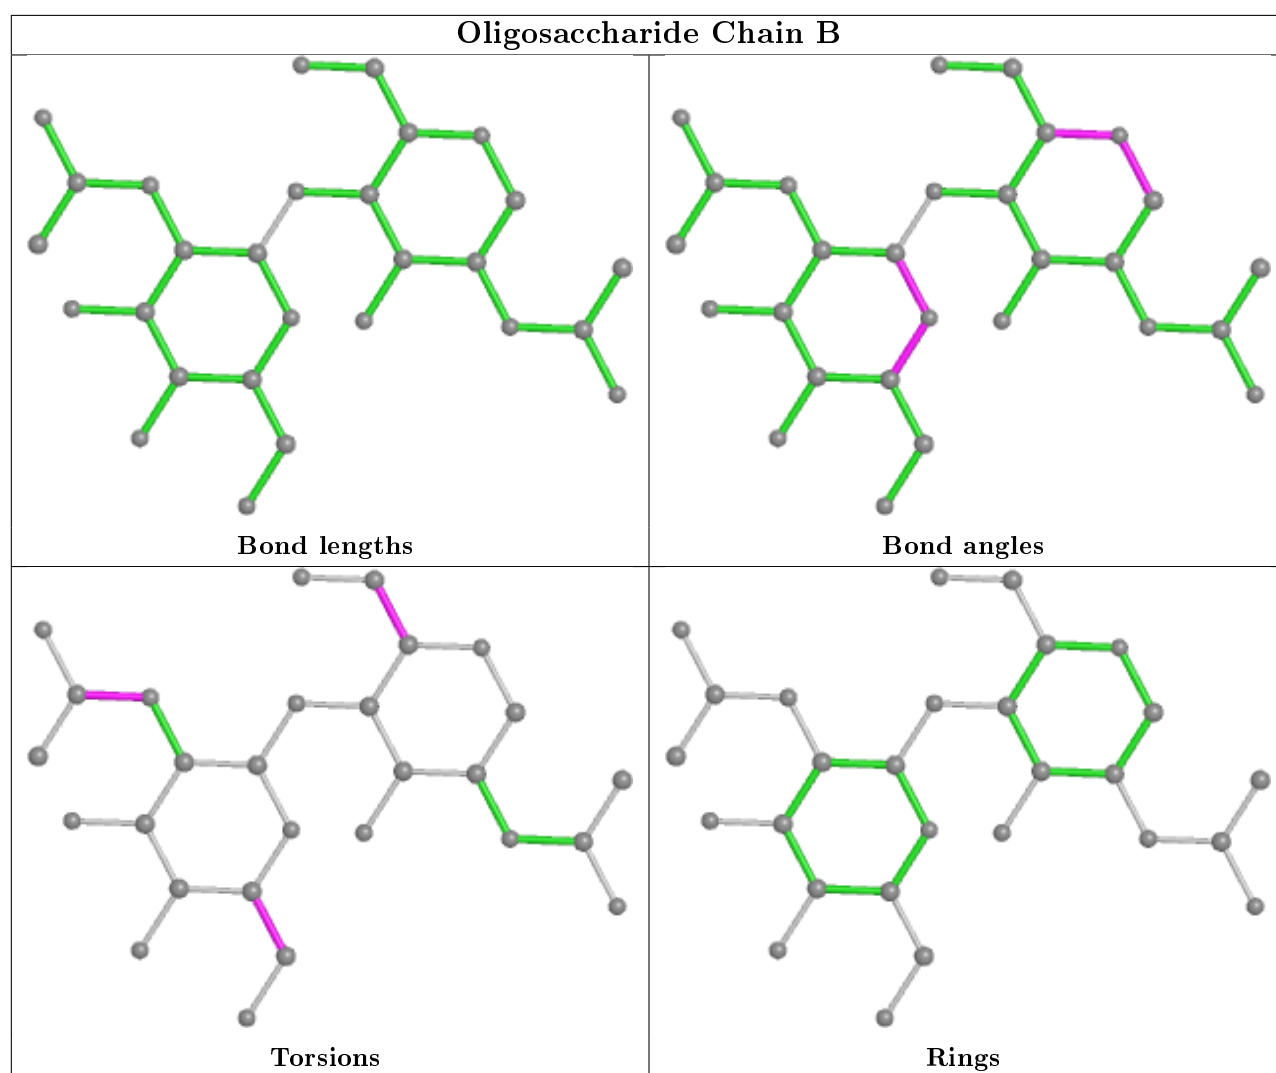 Oligosaccharide Chain B
Bond lengths
Bond angles
Torsions
Rings